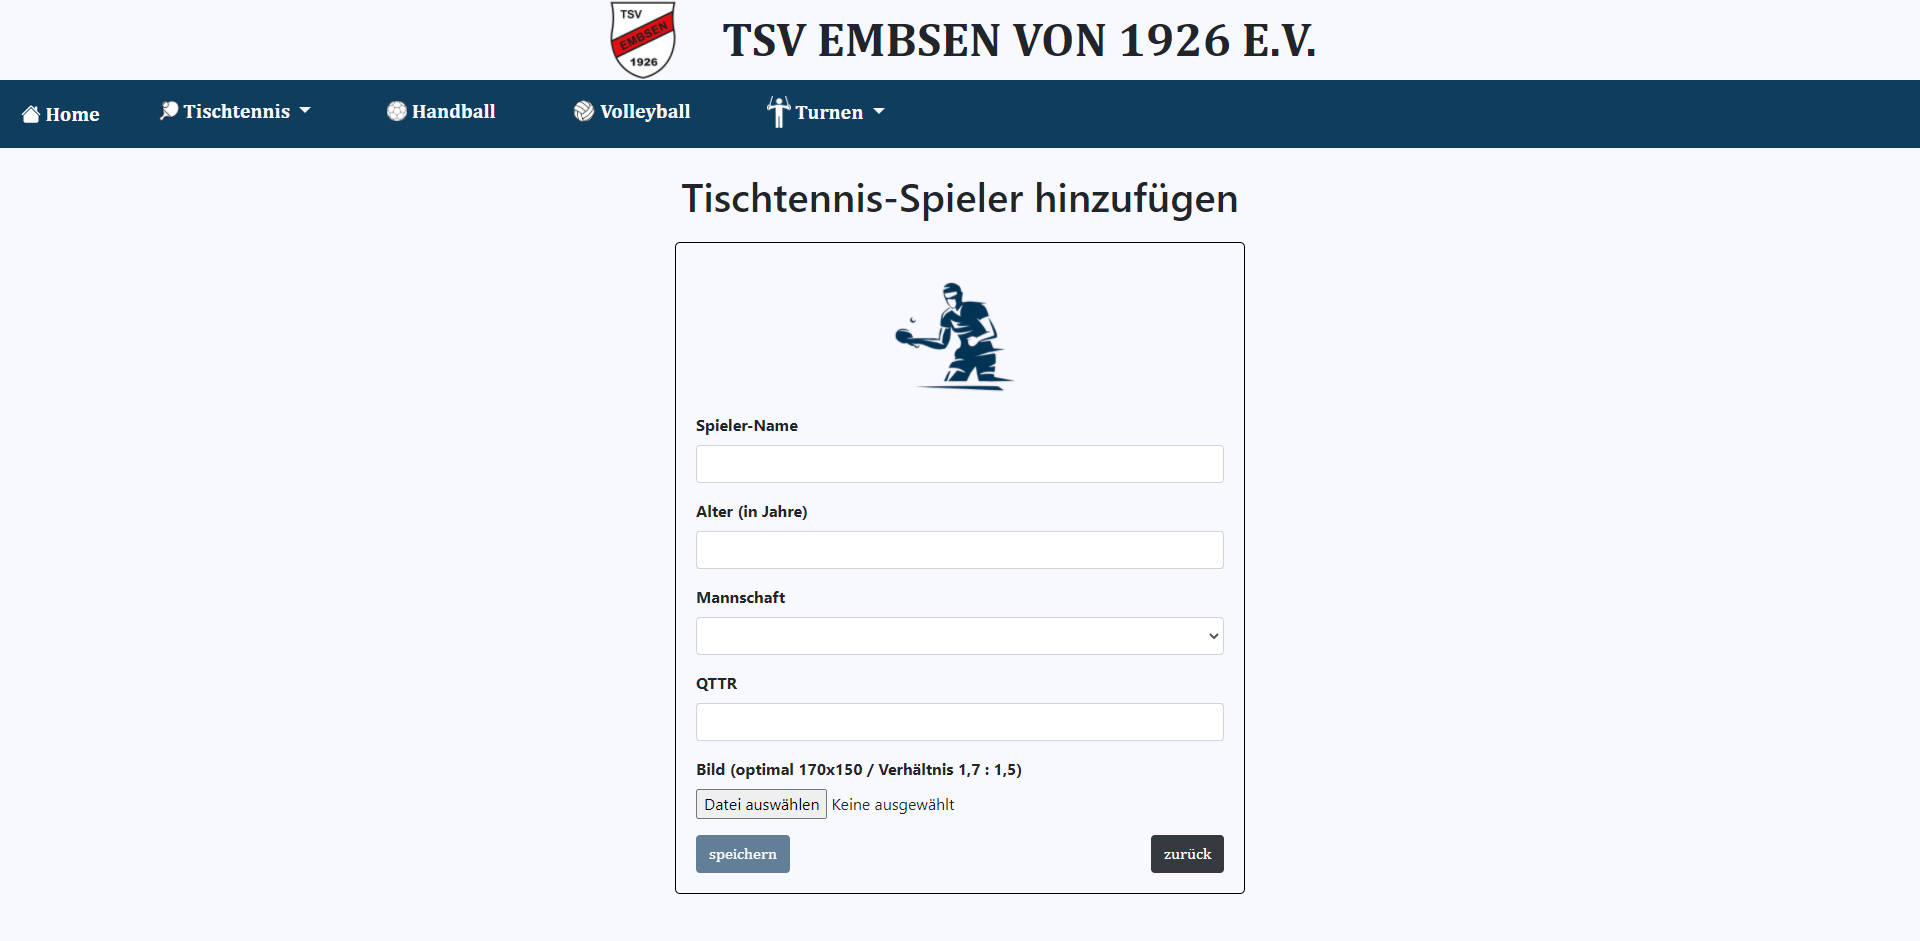 TSV
EMBSEN
1926
TSV EMBSEN VON 1926 E.V.
Home
Tischtennis
Handball
Volleyball
Turnen
Tischtennis-Spieler hinzufügen
Spieler-Name
Alter (in Jahre)
Mannschaft
QTTR
Bild (optimal 170x150 / Verhältnis 1,7 : 1,5)
Datei auswählen Keine ausgewählt
speichern
zurück